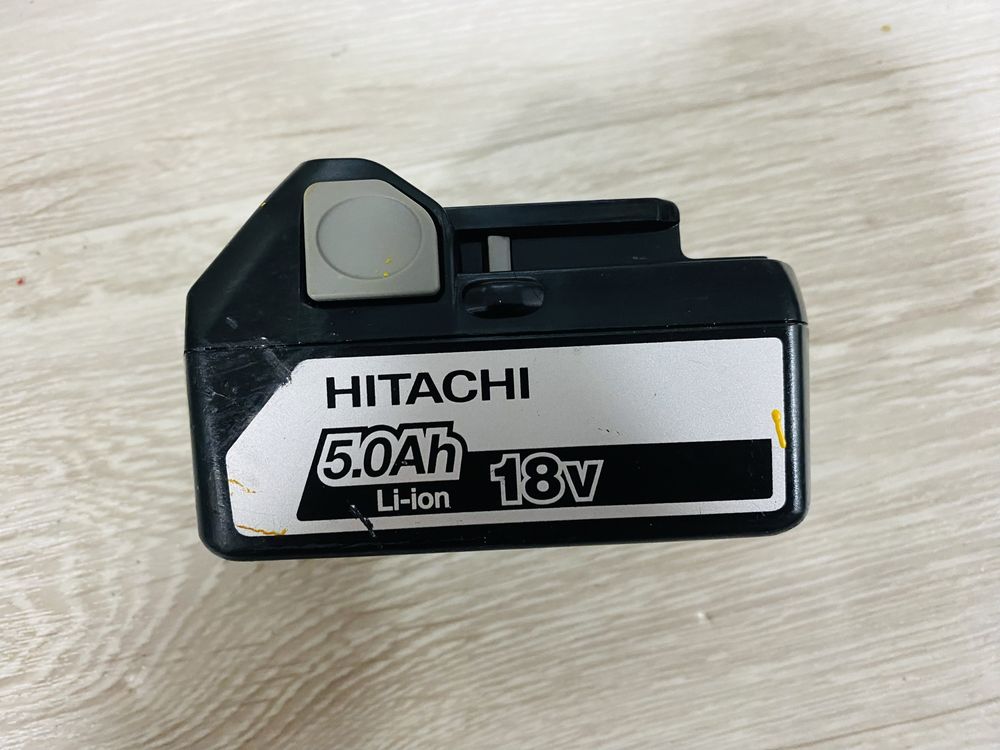 HITACHI
5.0Ah
Li-ion
18v